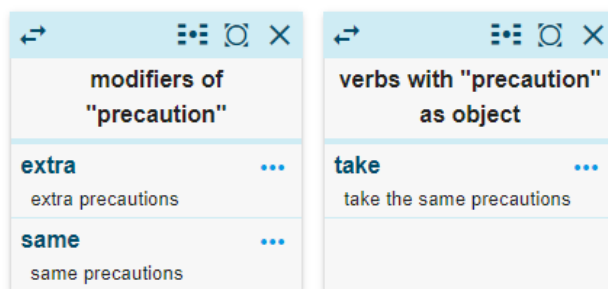 modifiers of
"precaution"
extra
extra precautions
same
same precautions
verbs with "precaution"
as object
take
take the same precautions